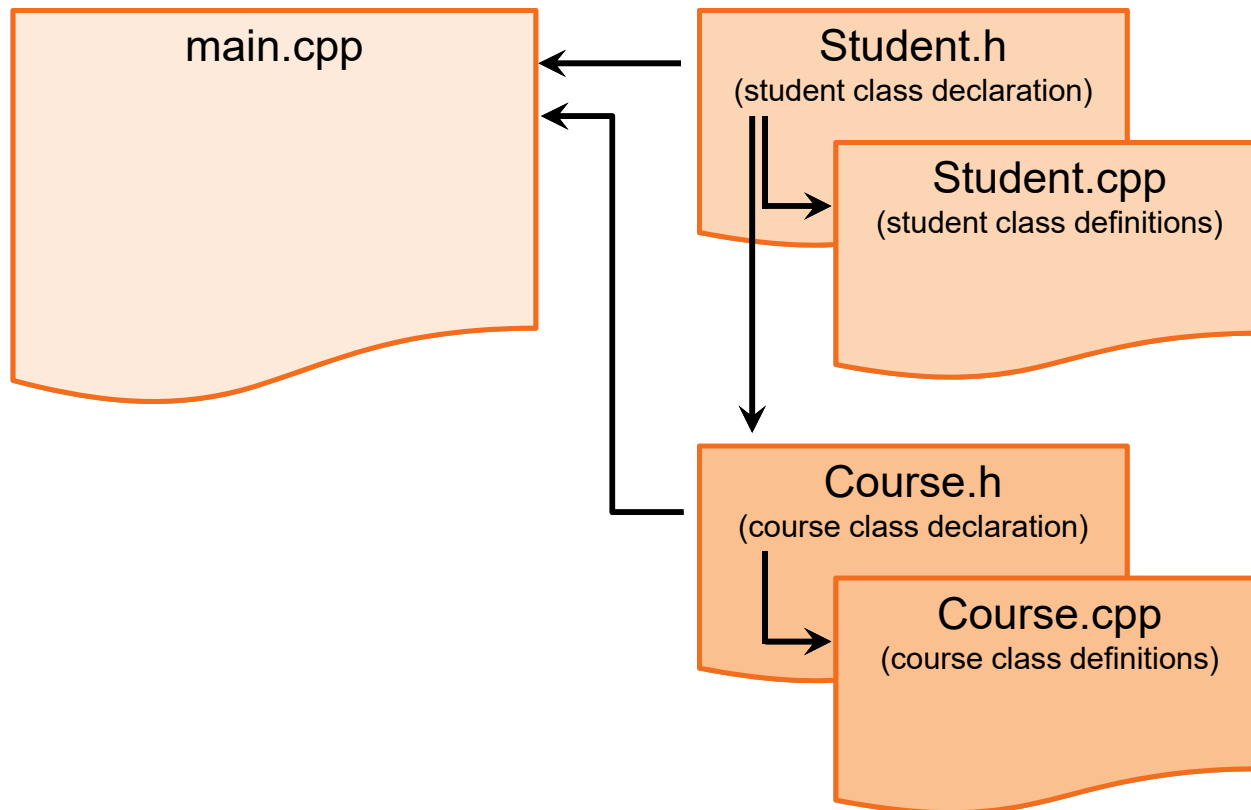 main.cpp
Student.h
(student class declaration)
Student.cpp
(student class definitions)
Course.h
(course class declaration)
Course.cpp
(course class definitions)